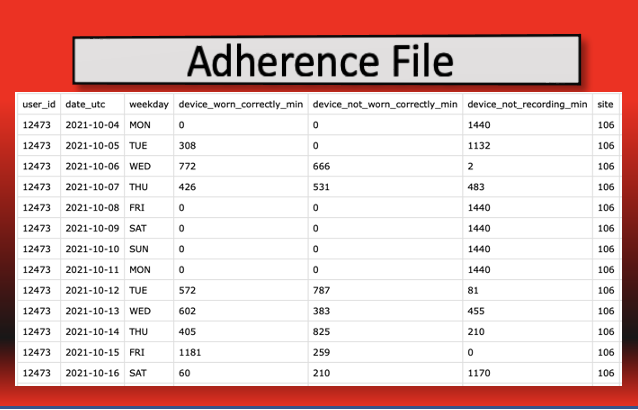 Adherence File
user_id date_utc weekday device_worn_correctly_min device_not_worn_correctly_min device_not_recording_min site
12473 2021-10-04 MON 0 0 1440 106
12473 2021-10-05 TUE 308 0 1132 106
12473 2021-10-06 WED 772 666 2 106
12473 2021-10-07 THU 426 531 483 106
12473 2021-10-08 FRI 0 0 1440 106
12473 2021-10-09 SAT 0 0 1440 106
12473 2021-10-10 SUN 0 0 1440 106
12473 2021-10-11 MON 0 0 1440 106
12473 2021-10-12 TUE 572 787 81 106
12473 2021-10-13 WED 602 383 455 106
12473 2021-10-14 THU 405 825 210 106
12473 2021-10-15 FRI 1181 259 0 106
12473 2021-10-16 SAT 60 210 1170 106